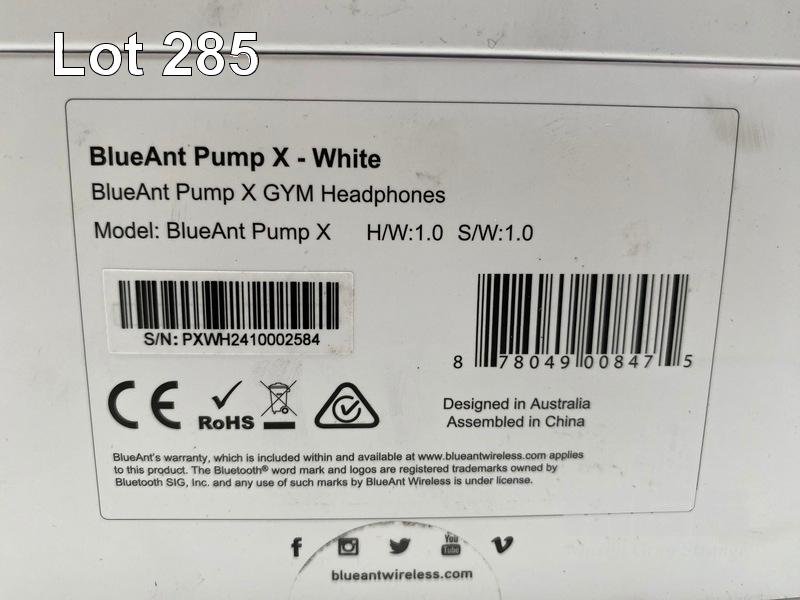 Lot 285
BlueAnt Pump X - White
BlueAnt Pump X GYM Headphones
Model: BlueAnt Pump X H/W:1.0 S/W:1.0
S/N: PXWH2410002584
8 78049 00847 5
CE RoHS
Designed in Australia
Assembled in China
BlueAnt's warranty, which is included within and available at www.blueantwireless.com applies
to this product. The Bluetooth® word mark and logos are registered trademarks owned by
Bluetooth SIG, Inc. and any use of such marks by BlueAnt Wireless is under license.
f You Tube v
blueantwireless.com